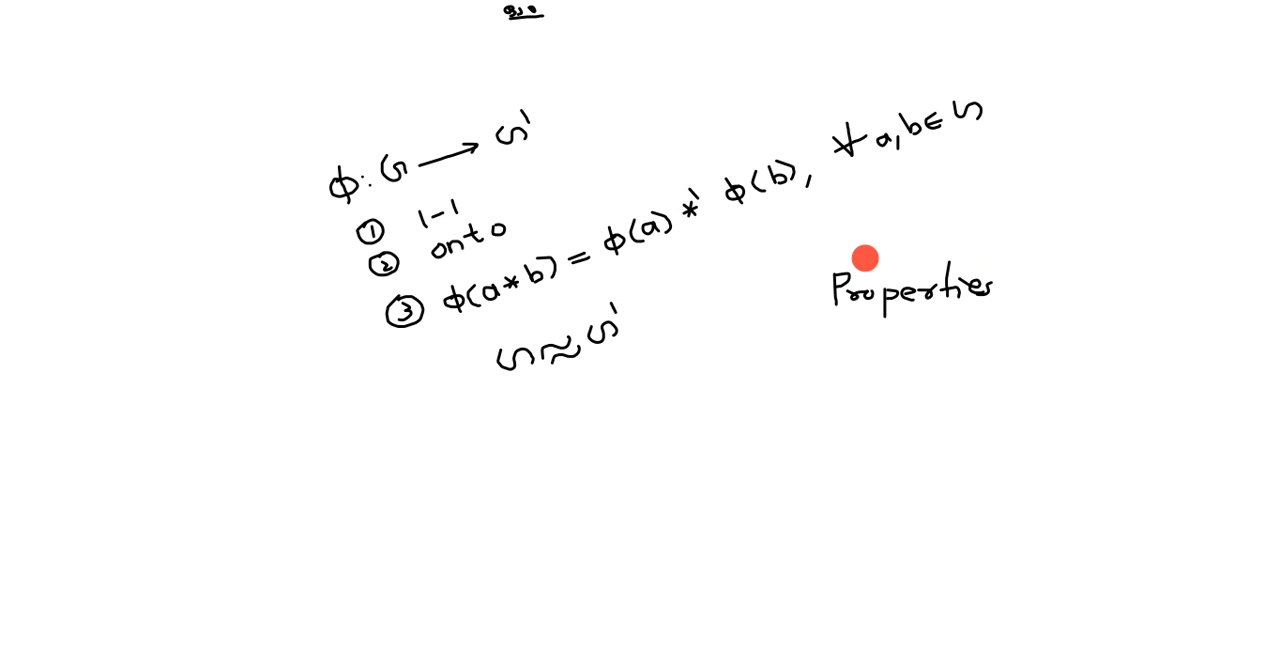 φ: G → G'
① 1-1
② onto
③ φ(a*b) = φ(a) *' φ(b), ∀ a,b ∈ G
G ≈ G'
Properties